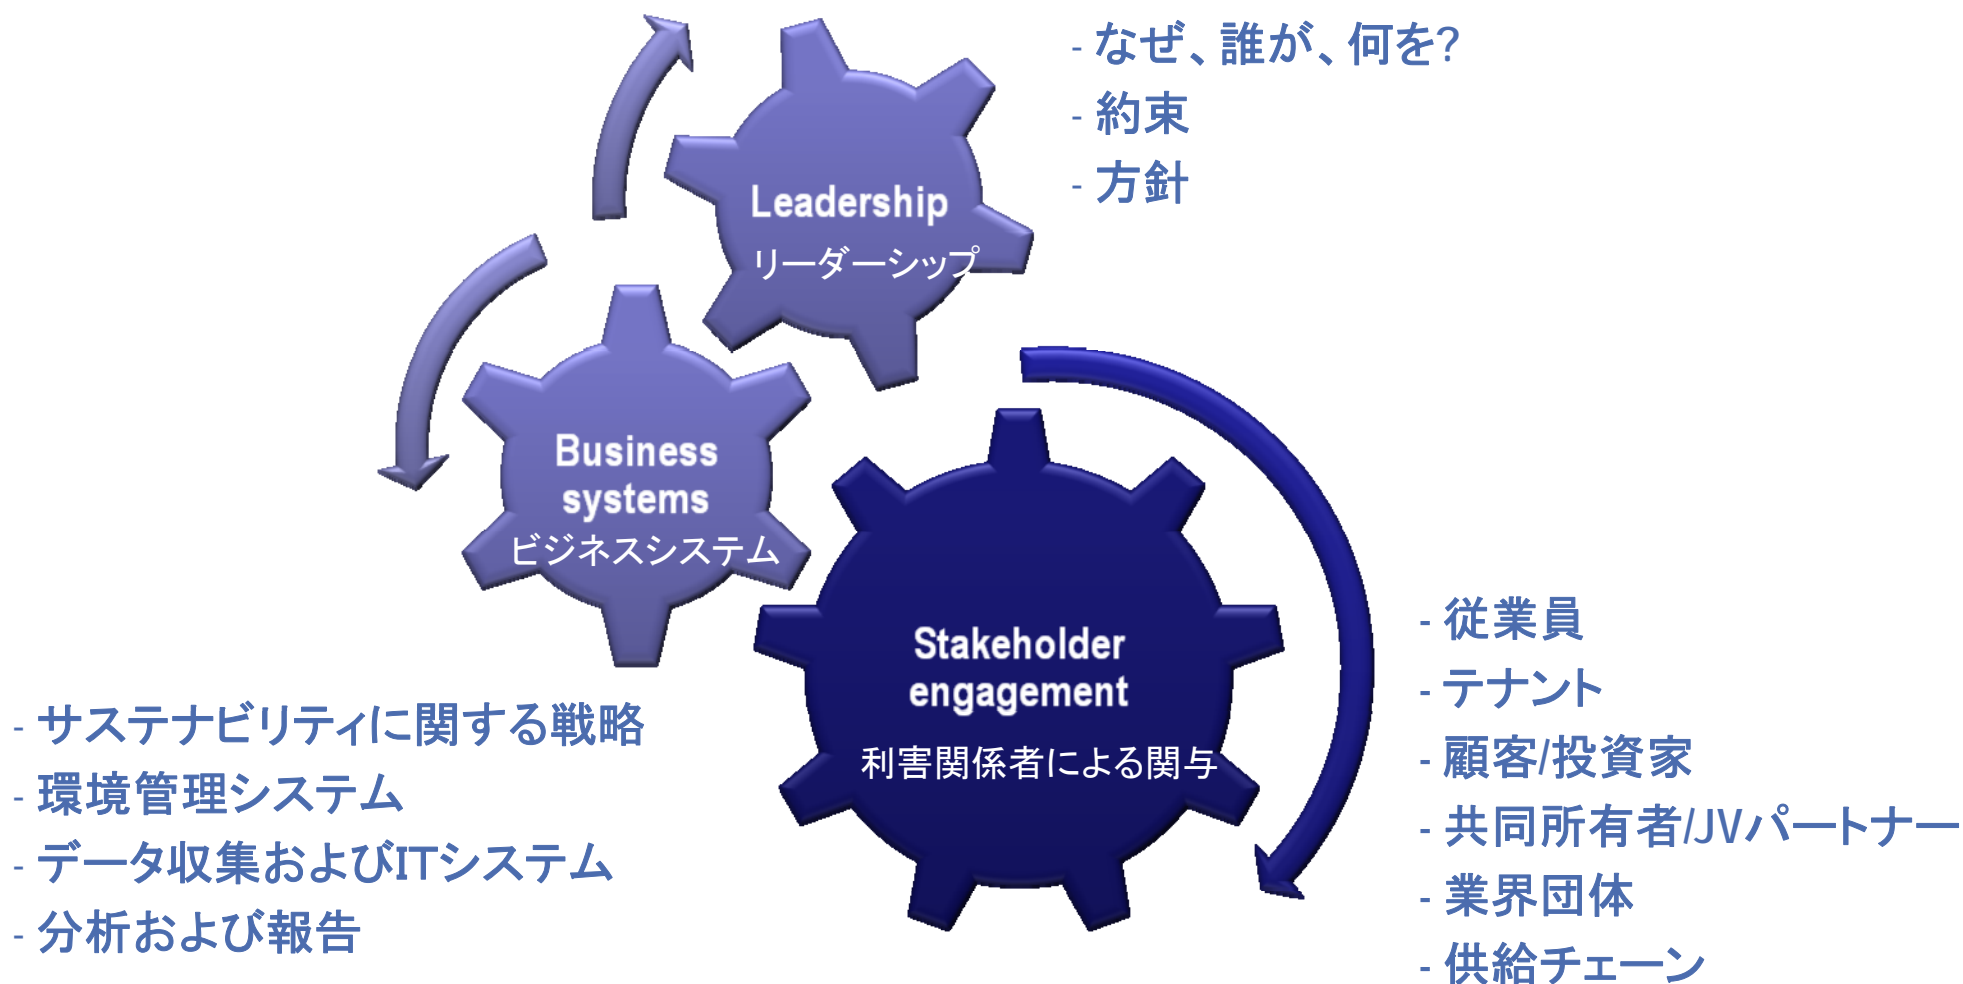 - なぜ、誰が、何を?
- 約束
- 方針
Leadership
リーダーシップ
Business
systems
ビジネスシステム
Stakeholder
engagement
利害関係者による関与
- サステナビリティに関する戦略
- 環境管理システム
- データ収集およびITシステム
- 分析および報告
- 従業員
- テナント
- 顧客/投資家
- 共同所有者/JVパートナー
- 業界団体
- 供給チェーン